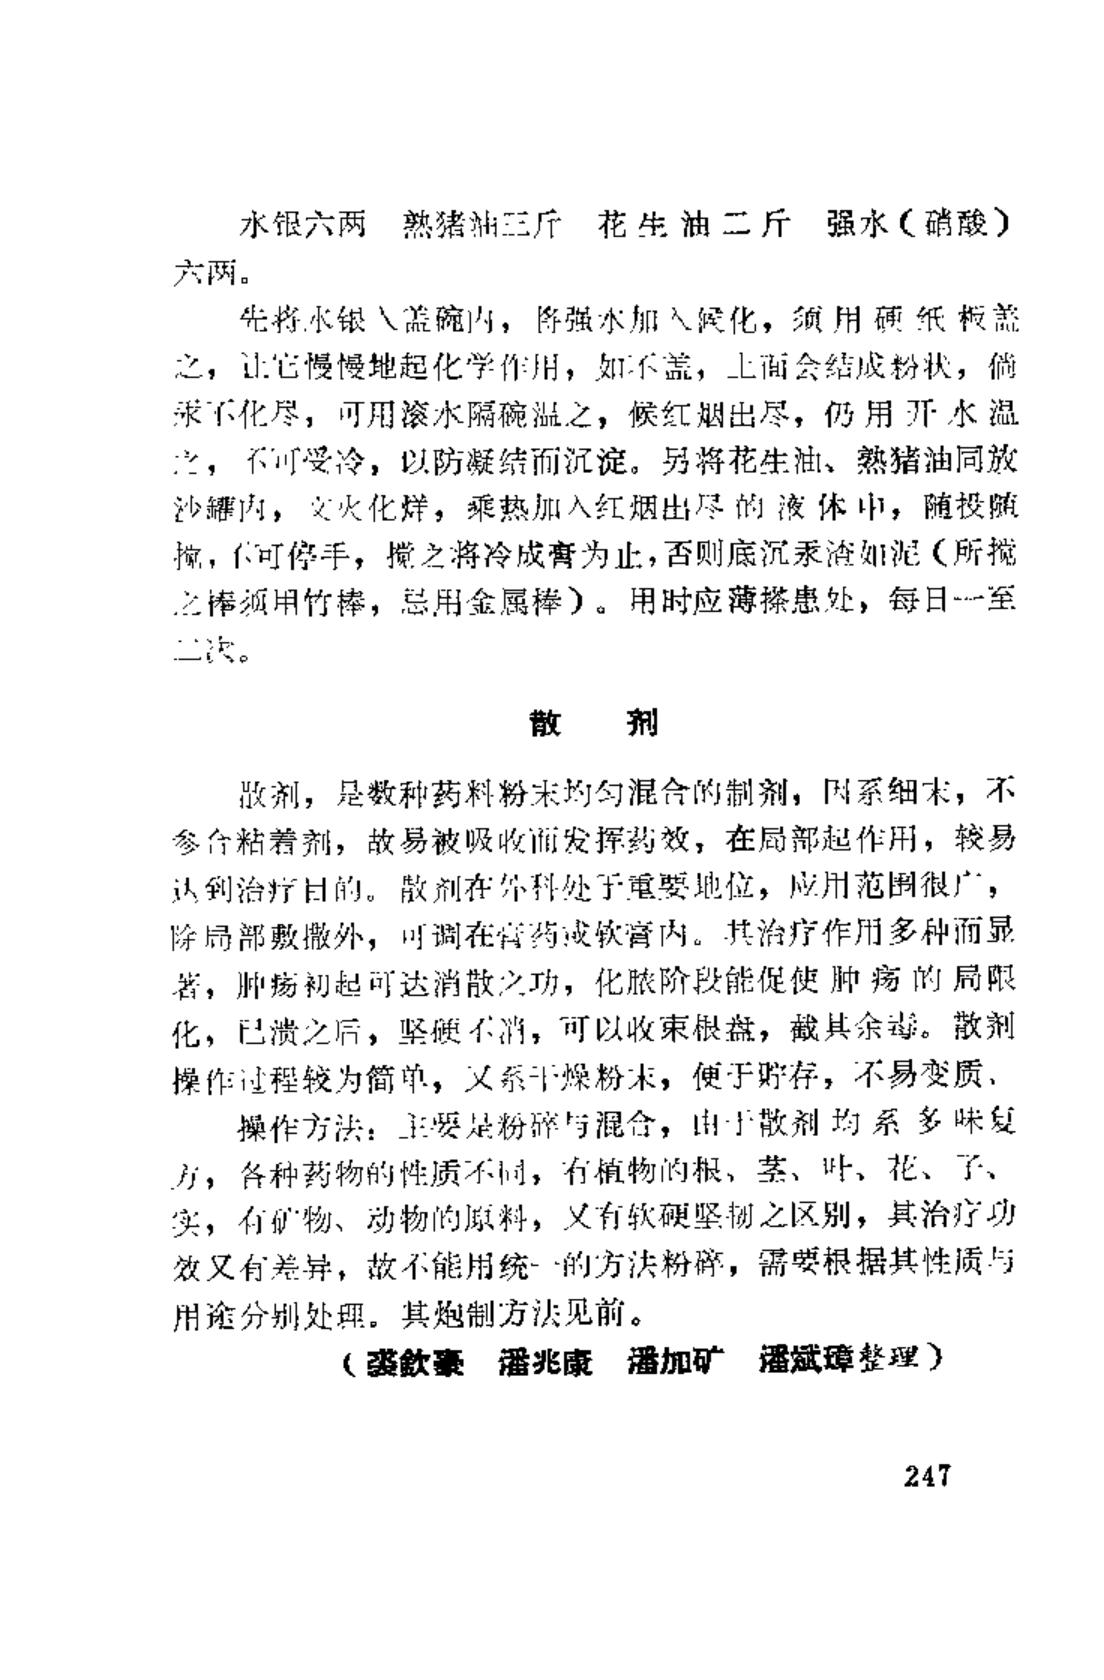 水银六两 熟猪油三斤 花生油二斤 强水（硝酸）
六两。
先将水银入盖碗内，将强水加入候化，须用硬纸板盖
之，让它慢慢地起化学作用，如不盖，上面会结成粉状，倘
汞不化尽，可用滚水隔碗温之，候红烟出尽，仍用开水温
之，不可受冷，以防凝结而沉淀。另将花生油、熟猪油同放
沙罐内，文火化烊，乘热加入红烟出尽的液体中，随投随
搅，不可停手，搅之将冷成膏为止，否则底沉汞渣如泥（所搅
之棒须用竹棒，忌用金属棒）。用时应薄搽患处，每日一至
二次。
散 剂
散剂，是数种药料粉末均匀混合的制剂，因系细末，不
参合粘着剂，故易被吸收而发挥药效，在局部起作用，较易
达到治疗目的。散剂在外科处于重要地位，应用范围很广，
除局部敷撒外，可调在膏药或软膏内。其治疗作用多种而显
著，肿疡初起可达消散之功，化脓阶段能促使肿疡的局限
化，已溃之后，坚硬不消，可以收束根盘，截其余毒。散剂
操作过程较为简单，又系干燥粉末，便于贮存，不易变质、
操作方法：主要是粉碎与混合，由于散剂均系多味复
方，各种药物的性质不同，有植物的根、茎、叶、花、子、
实，有矿物、动物的原料，又有软硬坚韧之区别，其治疗功
效又有差异，故不能用统一的方法粉碎，需要根据其性质与
用途分别处理。其炮制方法见前。
（裘欽豪 潘兆康 潘加矿 潘斌璋整理）
247